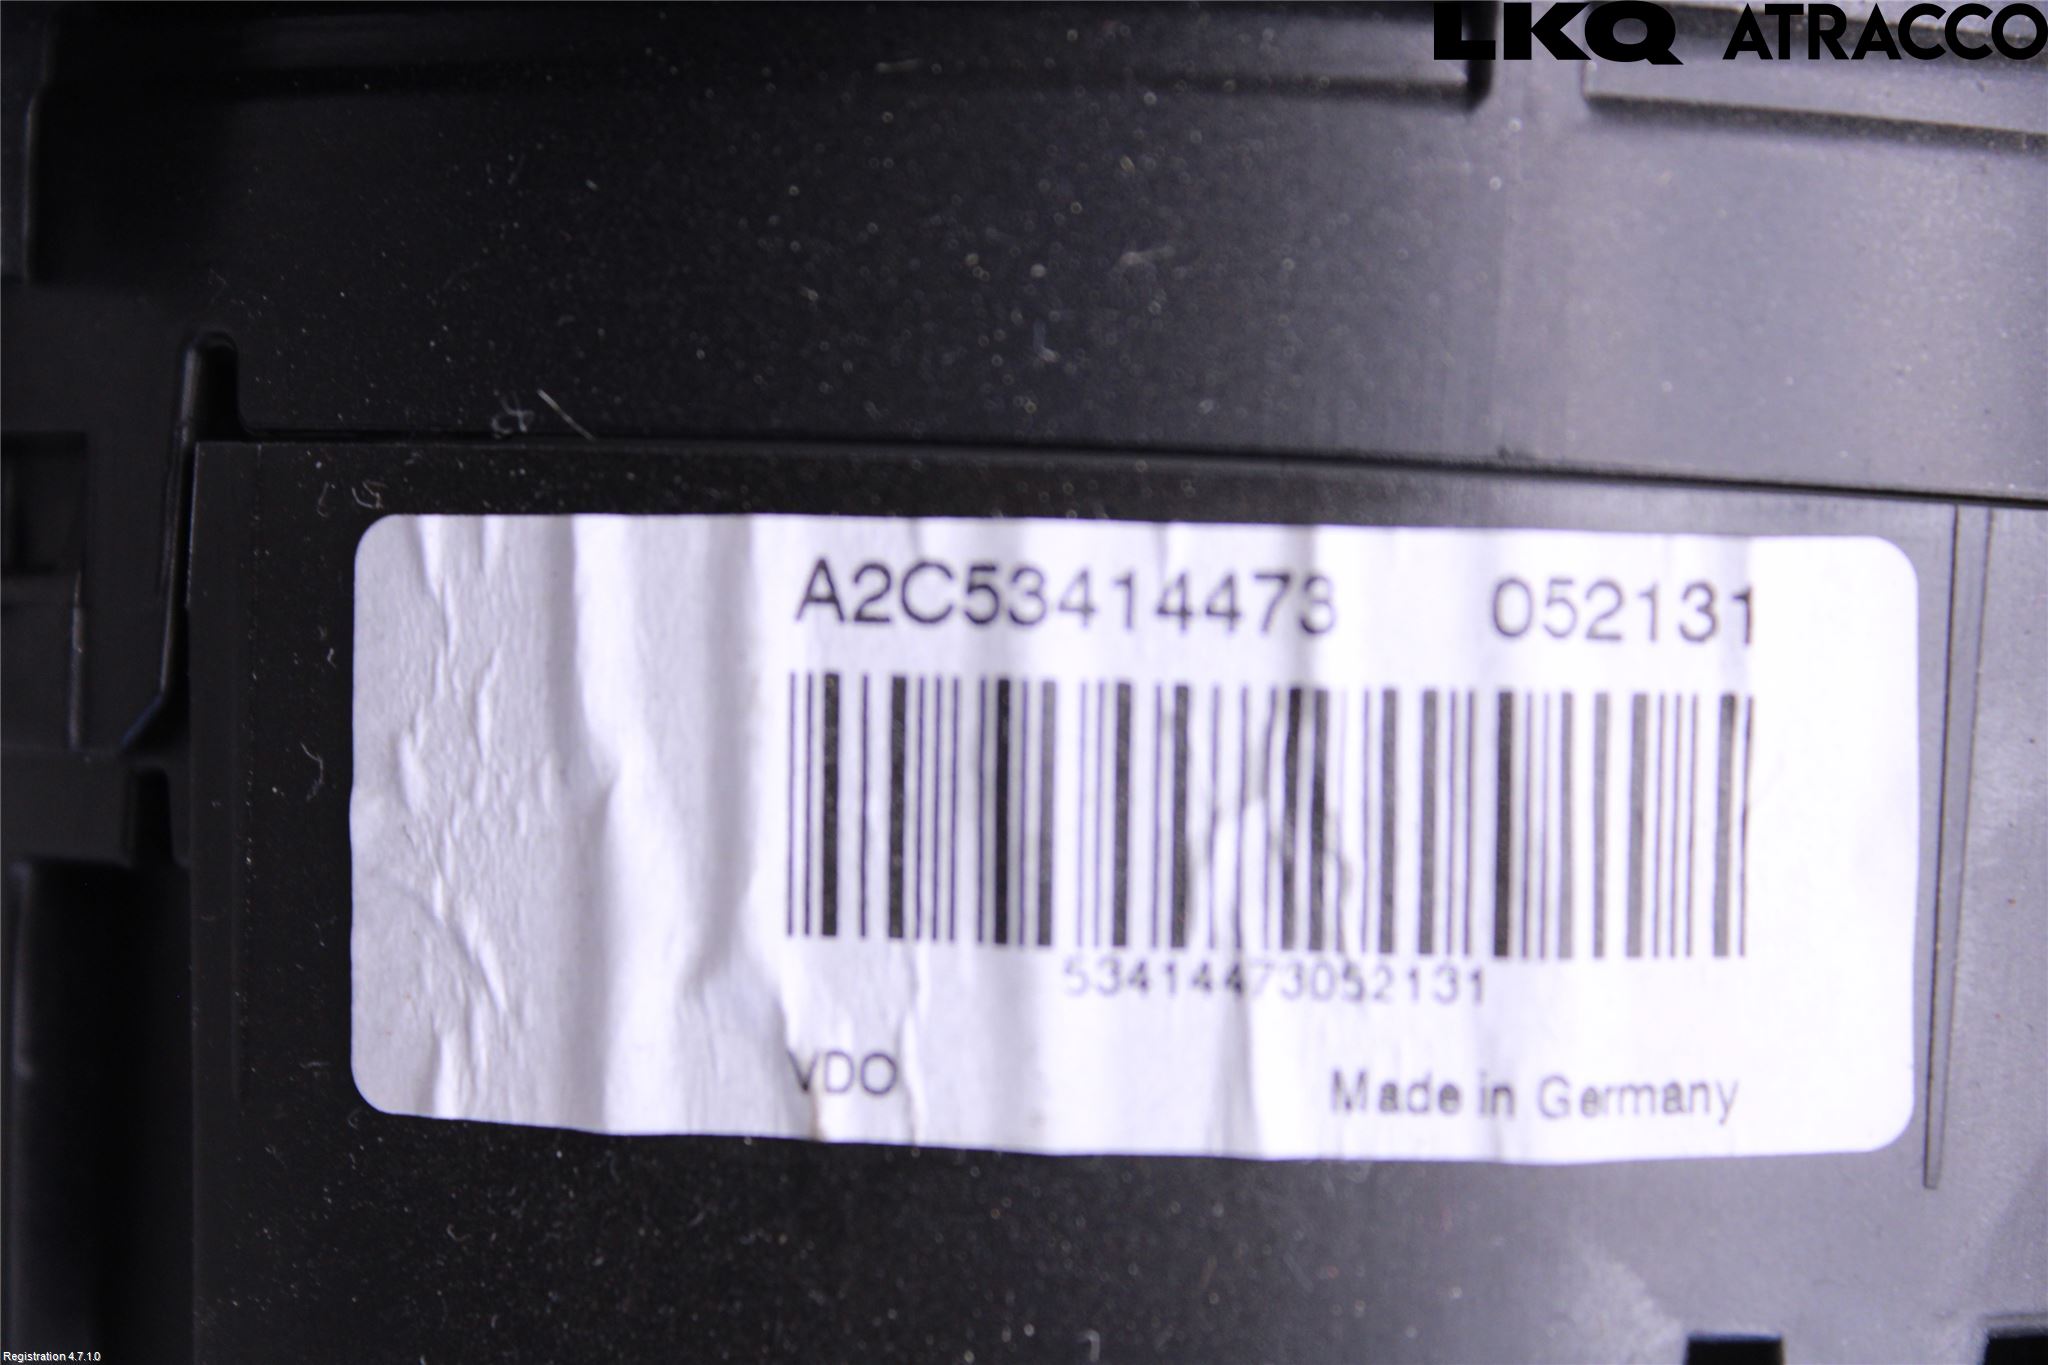 LKQ ATRACCO
A2C53414473 052131
53414473052131
VDO Made in Germany
Registration 4.7.1.0